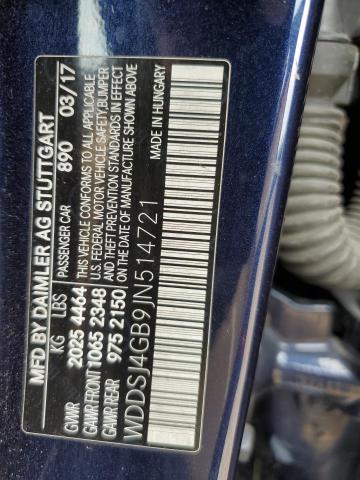 MFD BY DAIMLER AG STUTTGART
KG LBS PASSENGER CAR 890 03/17
GVWR 2025 4464 THIS VEHICLE CONFORMS TO ALL APPLICABLE
GAWR FRONT 1065 2348 U.S. FEDERAL MOTOR VEHICLE SAFETY, BUMPER
GAWR REAR 975 2150 & THEFT PREVENTION STANDARDS IN EFFECT
ON THE DATE OF MANUFACTURE SHOWN ABOVE
WDDSJ4GB9JN514721 MADE IN HUNGARY